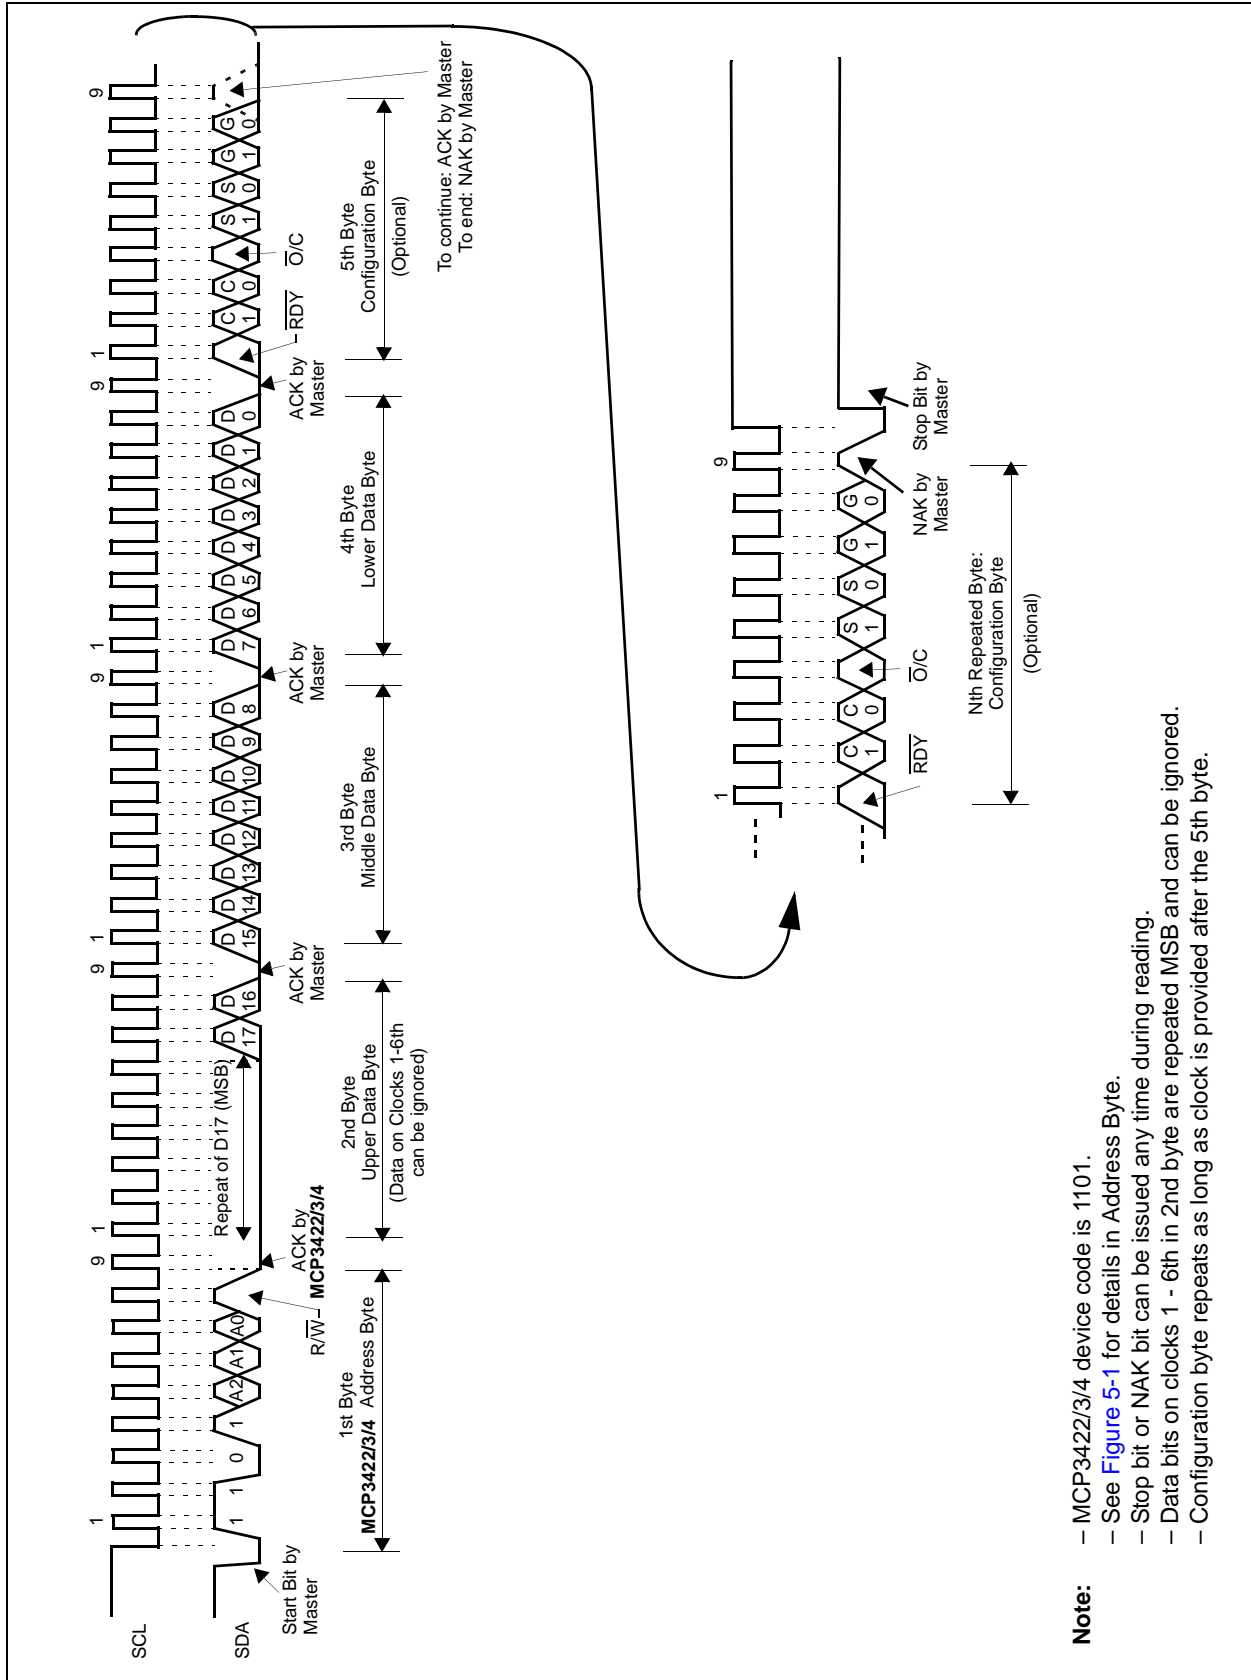 SCL
1
9
1
9
1
9
1
9
1
9
SDA
1
1
0
1
A2
A1
A0
Repeat of D17 (MSB)
D 17
D 16
D 15
D 14
D 13
D 12
D 11
D 10
D 9
D 8
D 7
D 6
D 5
D 4
D 3
D 2
D 1
D 0
C 1
C 0
S 1
S 0
G 1
G 0
Start Bit by
Master
R/W̅
ACK by
MCP3422/3/4
ACK by
Master
ACK by
Master
ACK by
Master
R̅D̅Y̅
O̅/C
To continue: ACK by Master
To end: NAK by Master
1st Byte
MCP3422/3/4 Address Byte
2nd Byte
Upper Data Byte
(Data on Clocks 1-6th
can be ignored)
3rd Byte
Middle Data Byte
4th Byte
Lower Data Byte
5th Byte
Configuration Byte
(Optional)
1
9
C 1
C 0
S 1
S 0
G 1
G 0
R̅D̅Y̅
O̅/C
NAK by
Master
Stop Bit by
Master
Nth Repeated Byte:
Configuration Byte
(Optional)
Note: – MCP3422/3/4 device code is 1101.
– See Figure 5-1 for details in Address Byte.
– Stop bit or NAK bit can be issued any time during reading.
– Data bits on clocks 1 - 6th in 2nd byte are repeated MSB and can be ignored.
– Configuration byte repeats as long as clock is provided after the 5th byte.